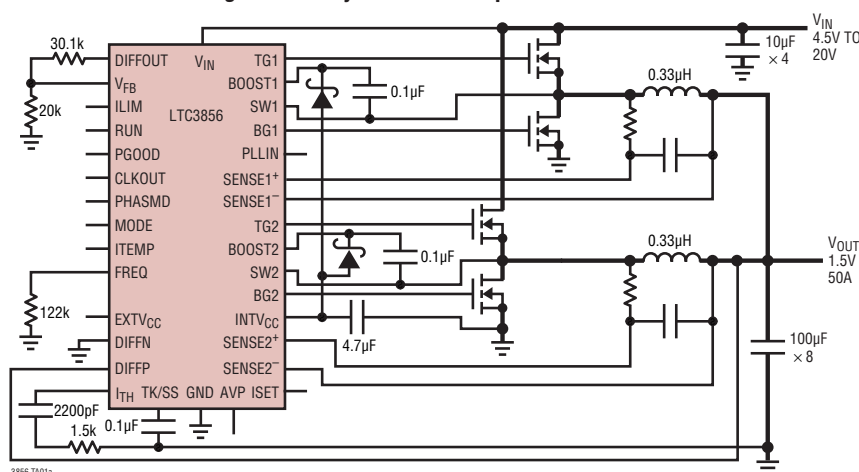 30.1k
20k
122k
2200pF
1.5k
0.1µF
3856 TA01a
LTC3856
DIFFOUT
VFB
ILIM
RUN
PGOOD
CLKOUT
PHASMD
MODE
ITEMP
FREQ
EXTVCC
DIFFN
DIFFP
ITH TK/SS GND AVP ISET
VIN
TG1
BOOST1
SW1
BG1
PLLIN
SENSE1+
SENSE1–
TG2
BOOST2
SW2
BG2
INTVCC
SENSE2+
SENSE2–
0.1µF
0.1µF
4.7µF
0.33µH
0.33µH
10µF
× 4
VIN
4.5V TO
20V
VOUT
1.5V
50A
100µF
× 8